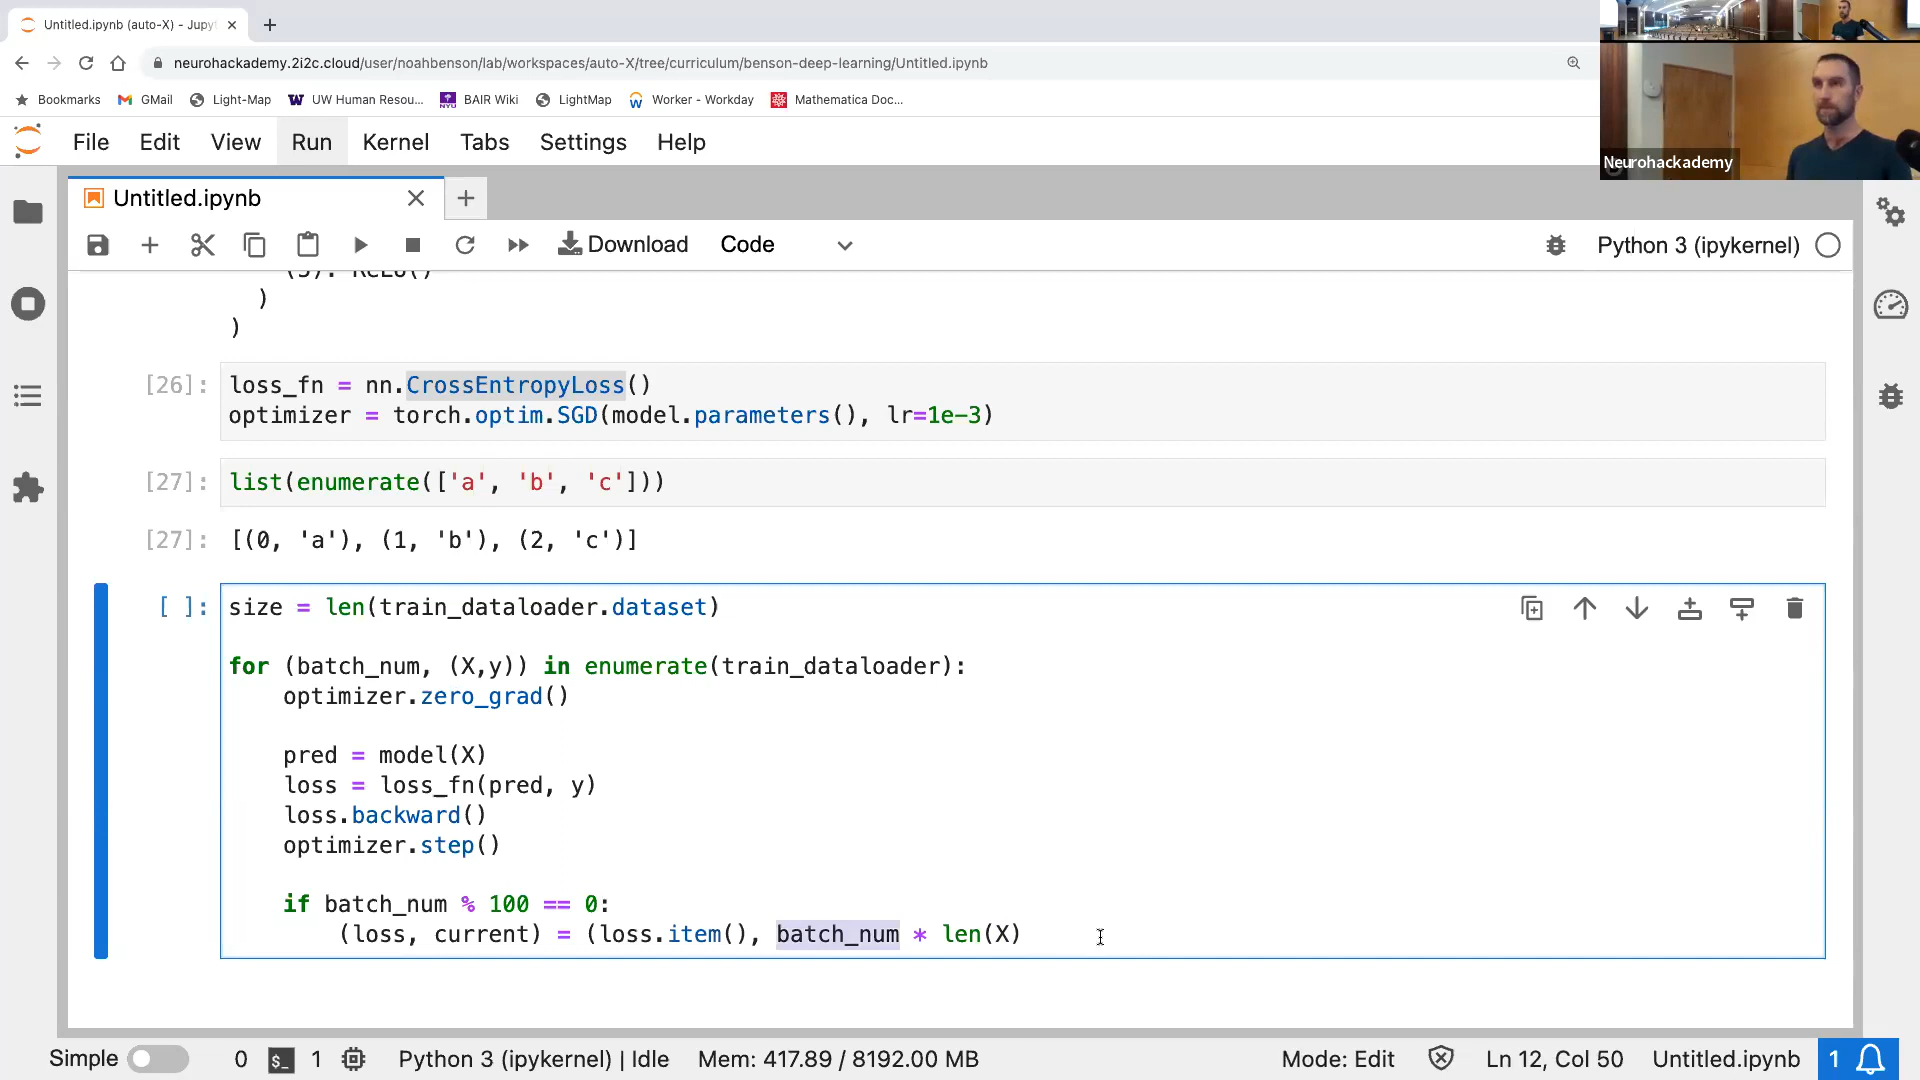 Untitled.ipynb (auto-X) - Jupyt
neurohackademy.2i2c.cloud/user/noahbenson/lab/workspaces/auto-X/tree/curriculum/benson-deep-learning/Untitled.ipynb
Bookmarks GMail Light-Map UW Human Resou... BAIR Wiki LightMap Worker - Workday Mathematica Doc...
File Edit View Run Kernel Tabs Settings Help
Neurohackademy
Untitled.ipynb
Download Code Python 3 (ipykernel)
(5): ReLU()
)
)
[26]: loss_fn = nn.CrossEntropyLoss()
optimizer = torch.optim.SGD(model.parameters(), lr=1e-3)
[27]: list(enumerate(['a', 'b', 'c']))
[27]: [(0, 'a'), (1, 'b'), (2, 'c')]
[ ]: size = len(train_dataloader.dataset)
for (batch_num, (X,y)) in enumerate(train_dataloader):
optimizer.zero_grad()
pred = model(X)
loss = loss_fn(pred, y)
loss.backward()
optimizer.step()
if batch_num % 100 == 0:
(loss, current) = (loss.item(), batch_num * len(X)
Simple 0 $_ 1 Python 3 (ipykernel) | Idle Mem: 417.89 / 8192.00 MB Mode: Edit Ln 12, Col 50 Untitled.ipynb 1